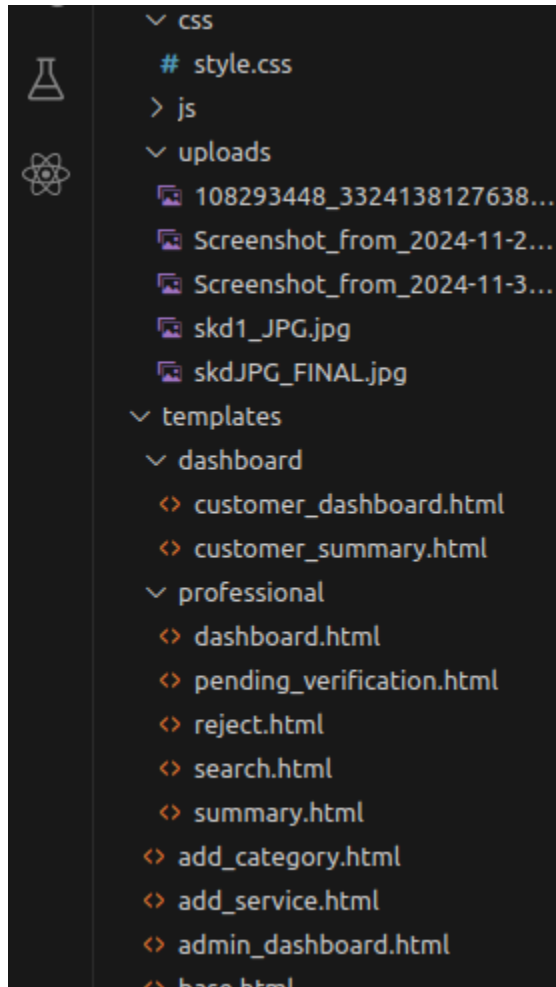 css
# style.css
js
uploads
108293448_3324138127638...
Screenshot_from_2024-11-2...
Screenshot_from_2024-11-3...
skd1_JPG.jpg
skdJPG_FINAL.jpg
templates
dashboard
<> customer_dashboard.html
<> customer_summary.html
professional
<> dashboard.html
<> pending_verification.html
<> reject.html
<> search.html
<> summary.html
<> add_category.html
<> add_service.html
<> admin_dashboard.html
<> base.html